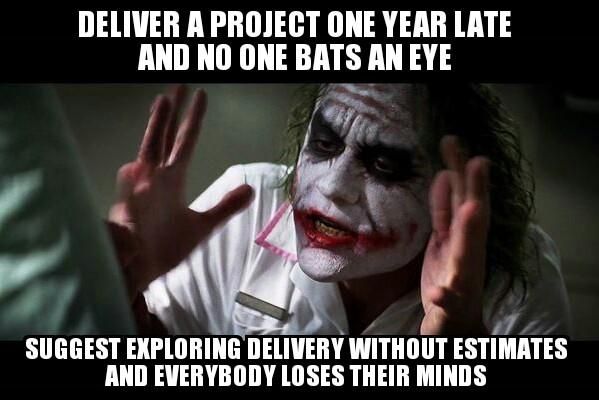 DELIVER A PROJECT ONE YEAR LATE
AND NO ONE BATS AN EYE
SUGGEST EXPLORING DELIVERY WITHOUT ESTIMATES
AND EVERYBODY LOSES THEIR MINDS